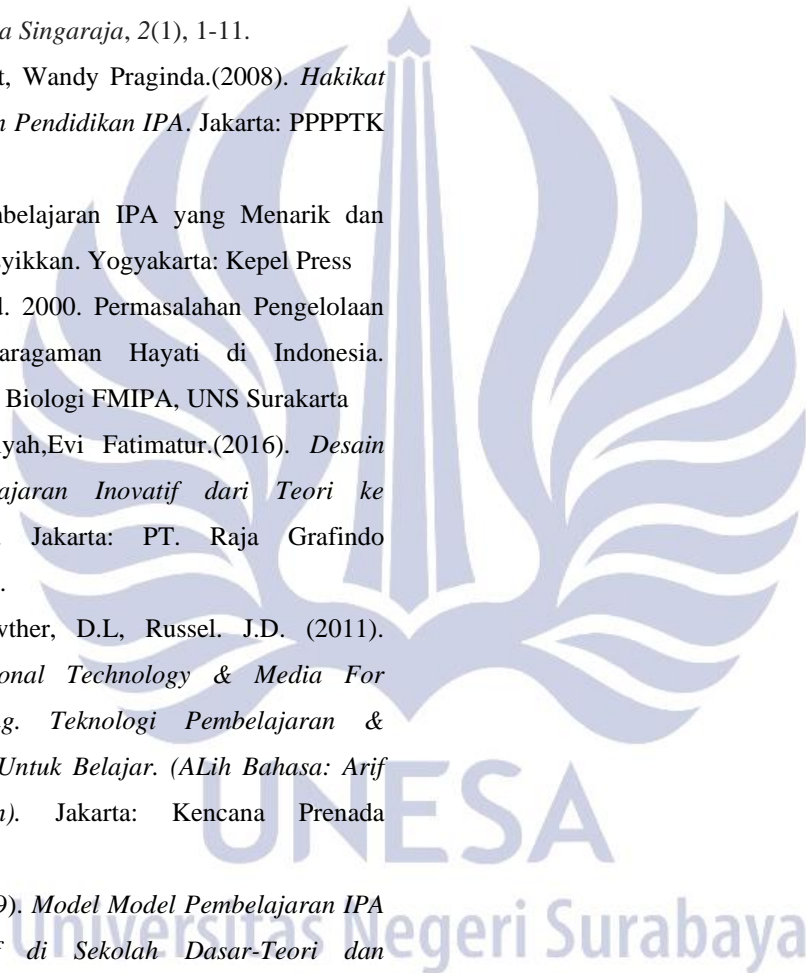 a Singaraja, 2(1), 1-11.
t, Wandy Praginda.(2008). Hakikat
n Pendidikan IPA. Jakarta: PPPPTK
belajaran IPA yang Menarik dan
yikkan. Yogyakarta: Kepel Press
d. 2000. Permasalahan Pengelolaan
aragaman Hayati di Indonesia.
Biologi FMIPA, UNS Surakarta
iyah,Evi Fatimatur.(2016). Desain
ajaran Inovatif dari Teori ke
Jakarta: PT. Raja Grafindo
.
wther, D.L, Russel. J.D. (2011).
onal Technology & Media For
g. Teknologi Pembelajaran &
Untuk Belajar. (ALih Bahasa: Arif
n). Jakarta: Kencana Prenada
UNESA
9). Model Model Pembelajaran IPA
f di Sekolah Dasar-Teori dan
Universitas Negeri Surabaya